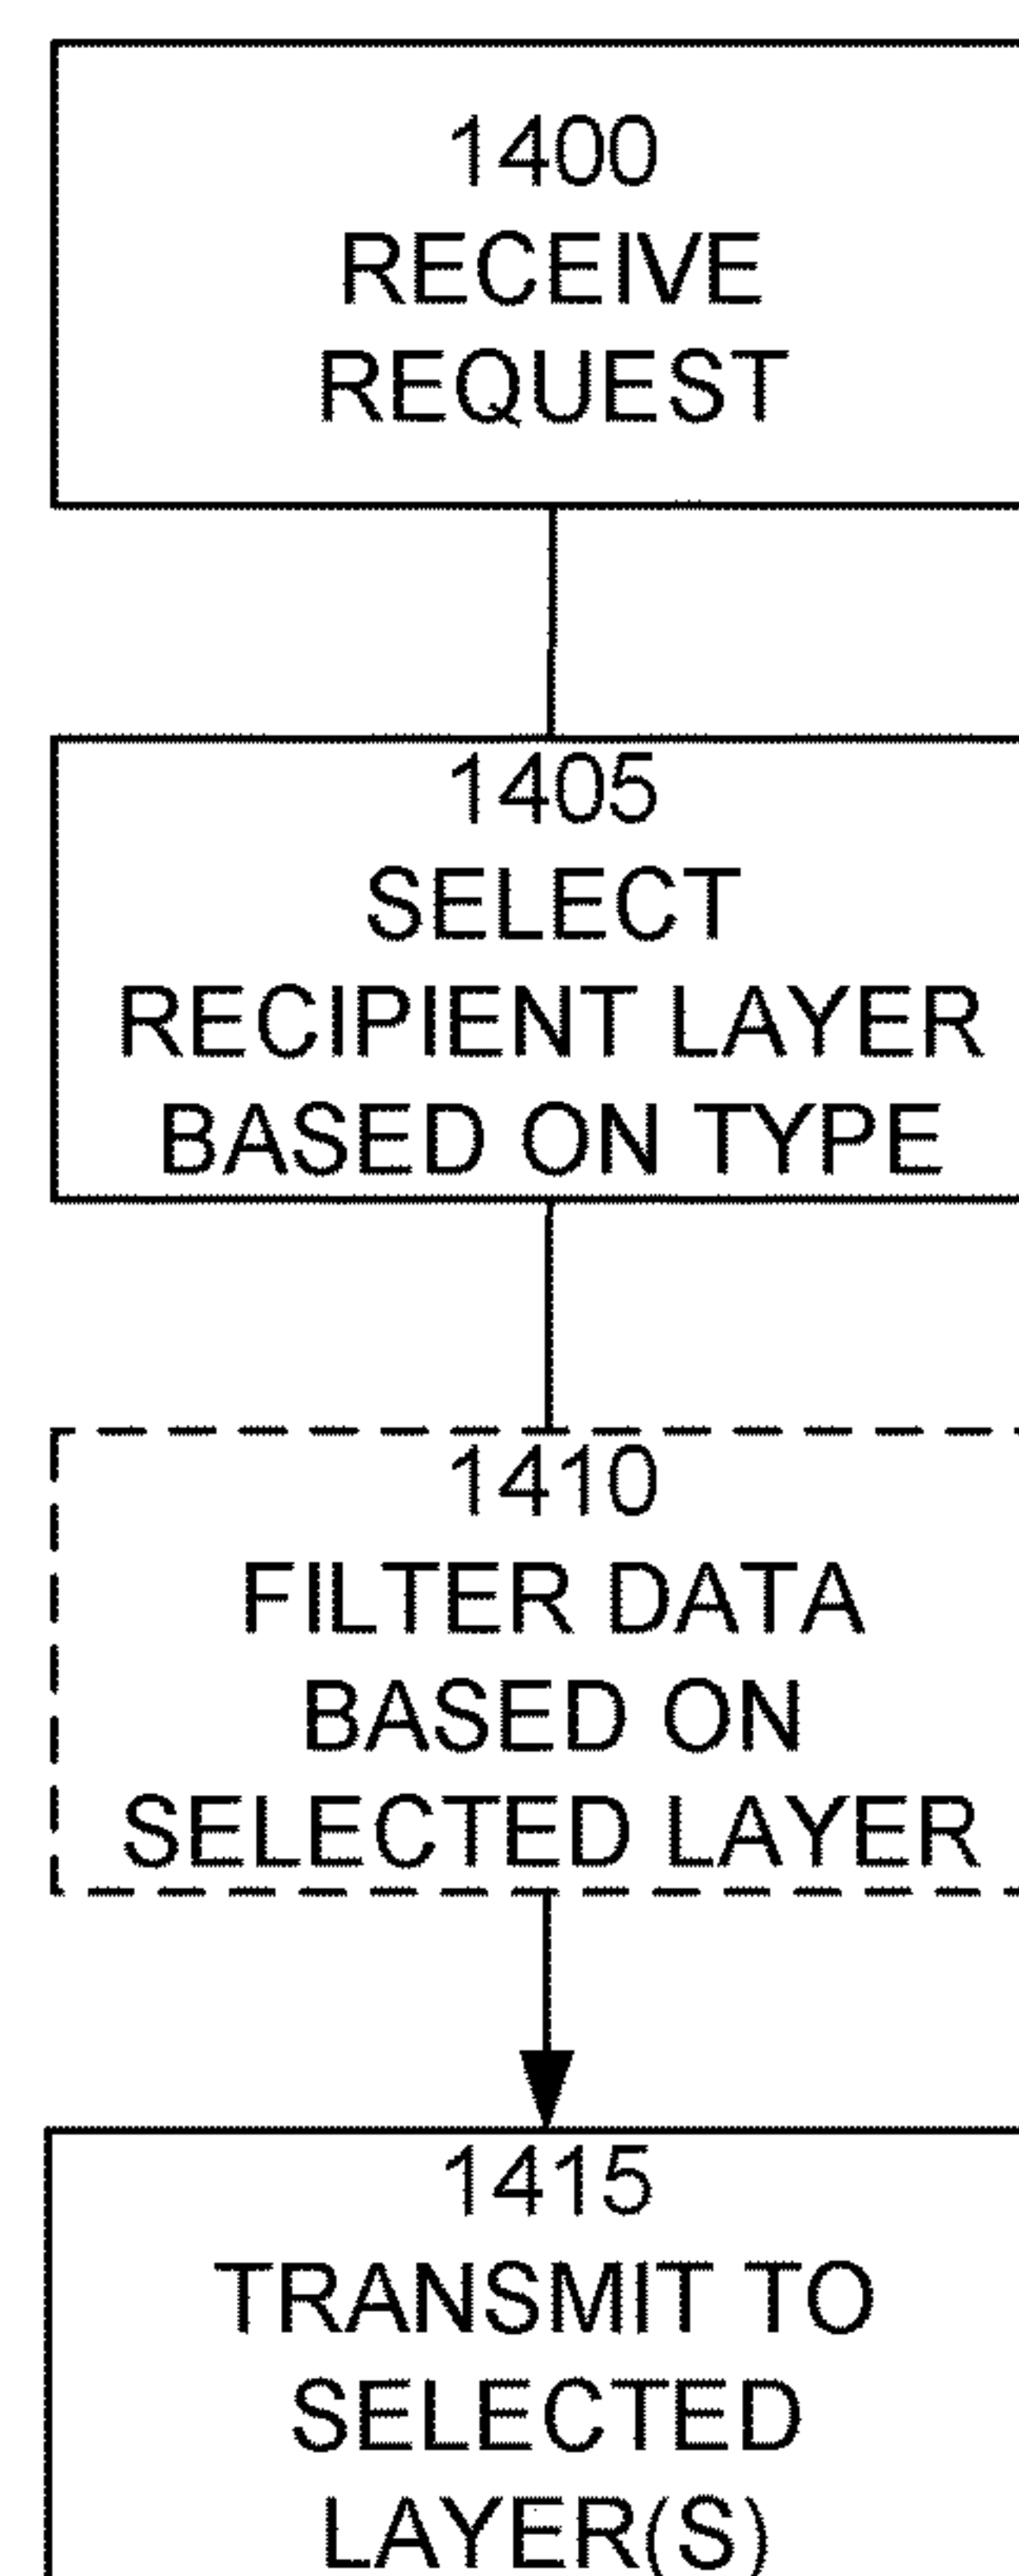 1400
RECEIVE
REQUEST
1405
SELECT
RECIPIENT LAYER
BASED ON TYPE
1410
FILTER DATA
BASED ON
SELECTED LAYER
1415
TRANSMIT TO
SELECTED
LAYER(S)